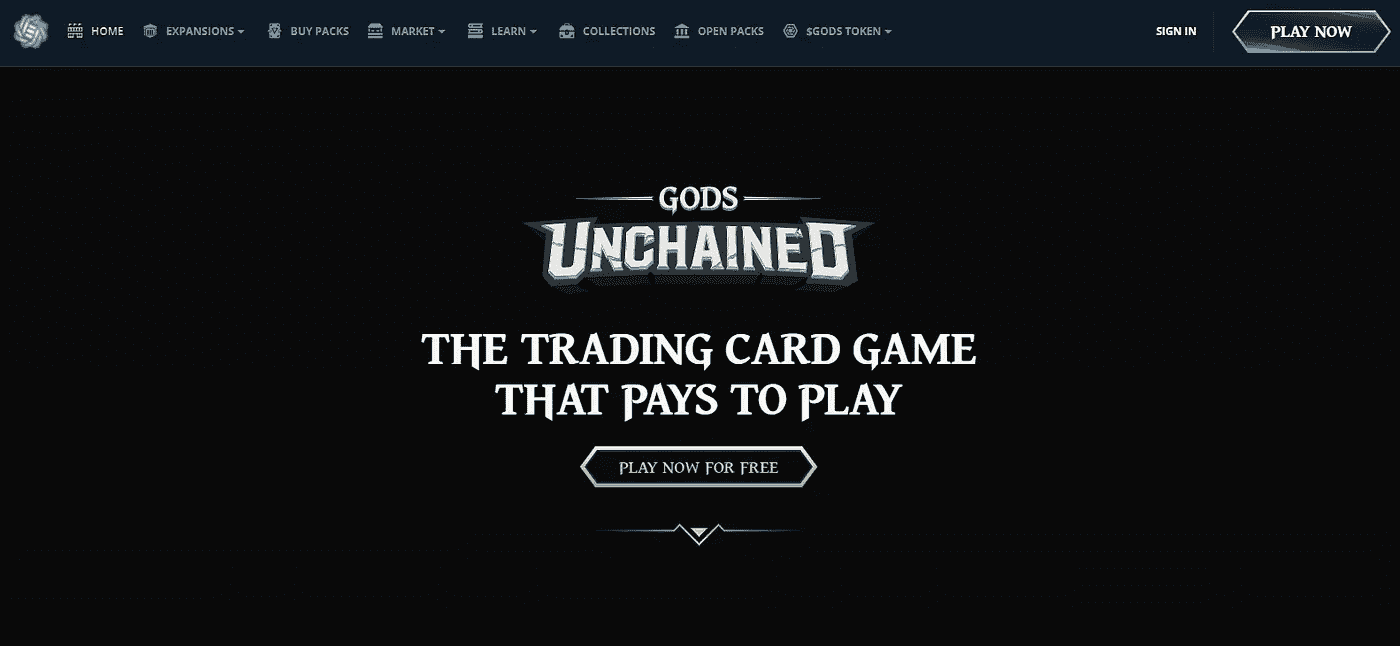 HOME EXPANSIONS BUY PACKS MARKET LEARN COLLECTIONS OPEN PACKS $GODS TOKEN SIGN IN PLAY NOW
GODS
UNCHAINED
THE TRADING CARD GAME
THAT PAYS TO PLAY
PLAY NOW FOR FREE